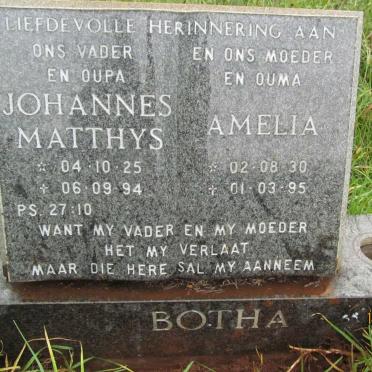 LIEFDEVOLLE HERINNERING AAN
ONS VADER
EN OUPA
JOHANNES
MATTHYS
☆ 04·10·25
✝ 06·09·94
EN ONS MOEDER
EN OUMA
AMELIA
☆ 02·08·30
✝ 01·03·95
PS. 27:10
WANT MY VADER EN MY MOEDER
HET MY VERLAAT
MAAR DIE HERE SAL MY AANNEEM
BOTHA